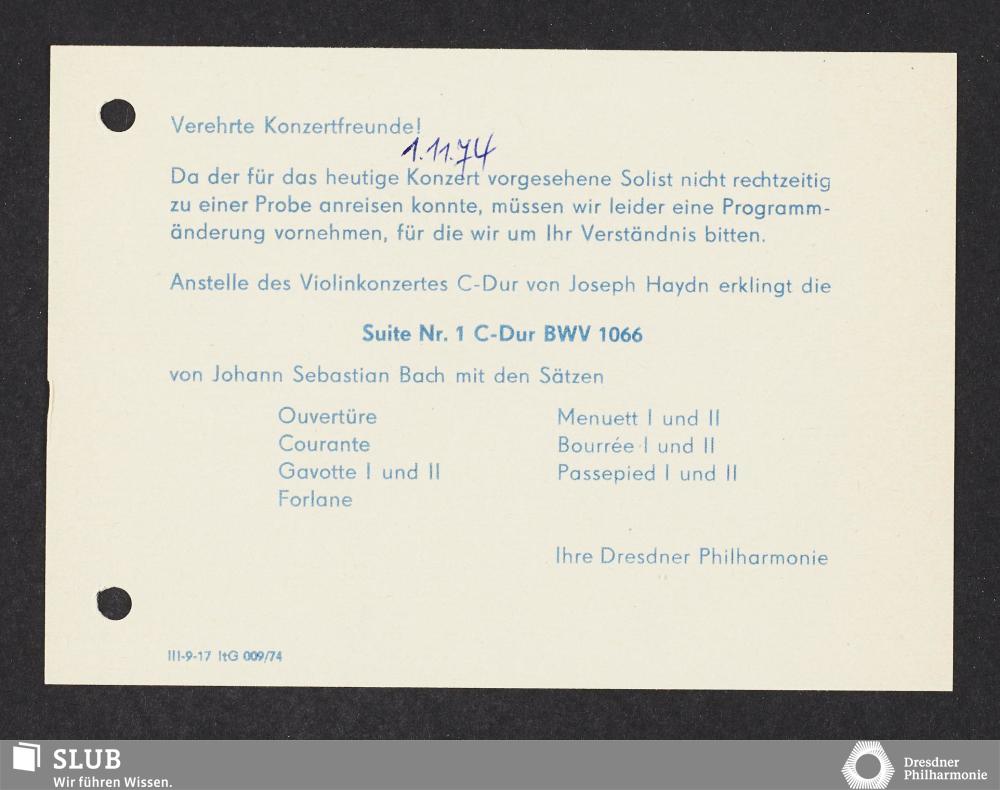 Verehrte Konzertfreunde!
1.11.74
Da der für das heutige Konzert vorgesehene Solist nicht rechtzeitig
zu einer Probe anreisen konnte, müssen wir leider eine Programm-
änderung vornehmen, für die wir um Ihr Verständnis bitten.
Anstelle des Violinkonzertes C-Dur von Joseph Haydn erklingt die
Suite Nr. 1 C-Dur BWV 1066
von Johann Sebastian Bach mit den Sätzen
Ouvertüre
Courante
Gavotte I und II
Forlane
Menuett I und II
Bourrée I und II
Passepied I und II
Ihre Dresdner Philharmonie
III-9-17 ItG 009/74
SLUB
Wir führen Wissen.
Dresdner
Philharmonie